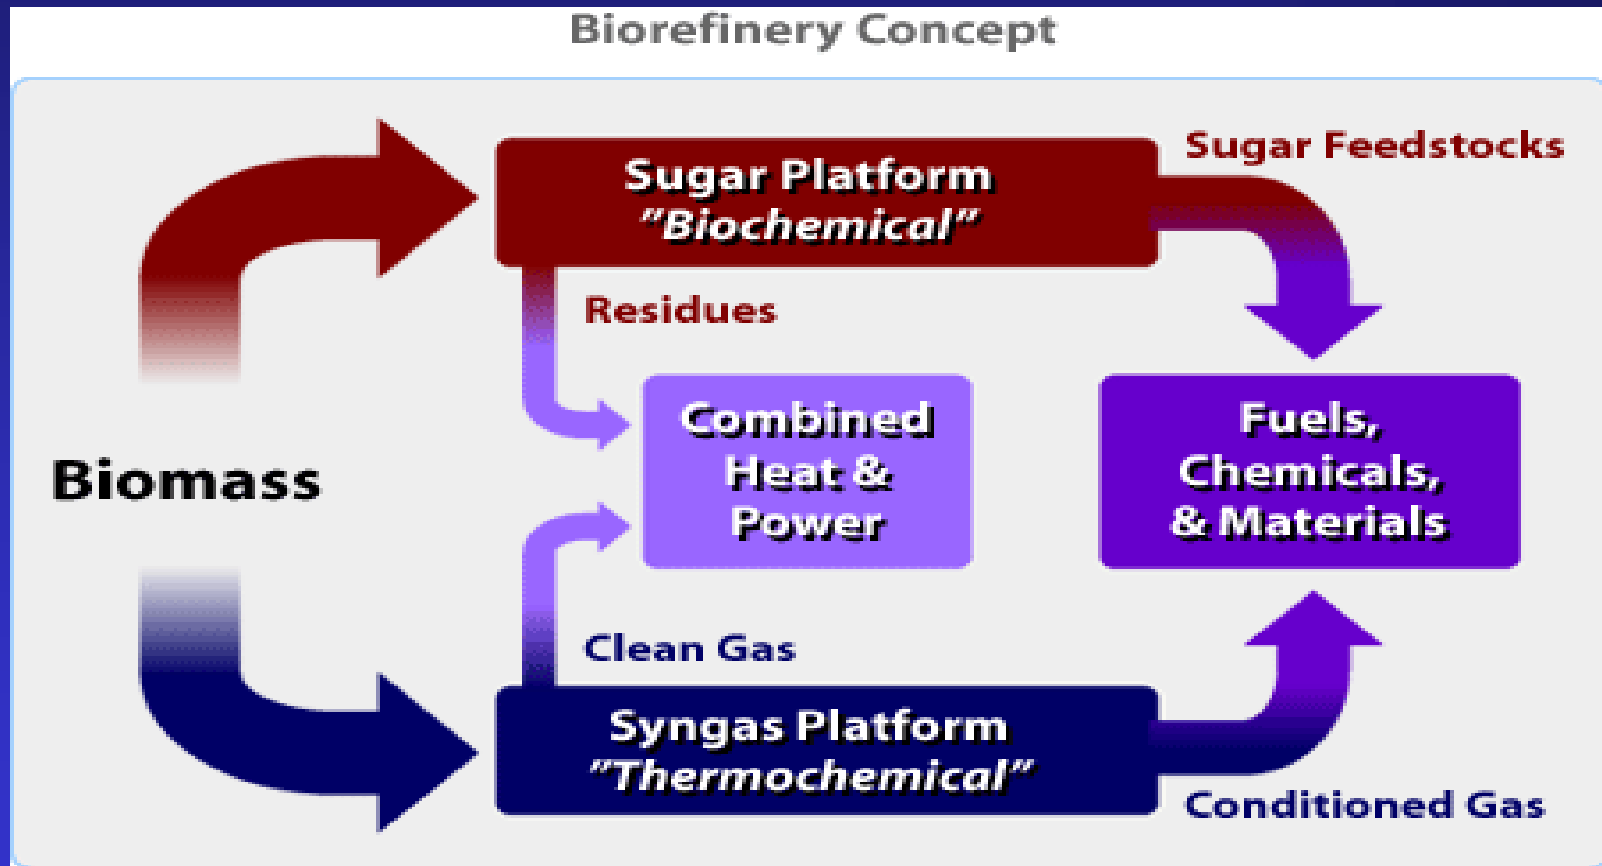 Biorefinery Concept
Sugar Feedstocks
Sugar Platform
"Biochemical"
Residues
Combined
Heat &
Power
Fuels,
Chemicals,
& Materials
Biomass
Clean Gas
Syngas Platform
"Thermochemical"
Conditioned Gas